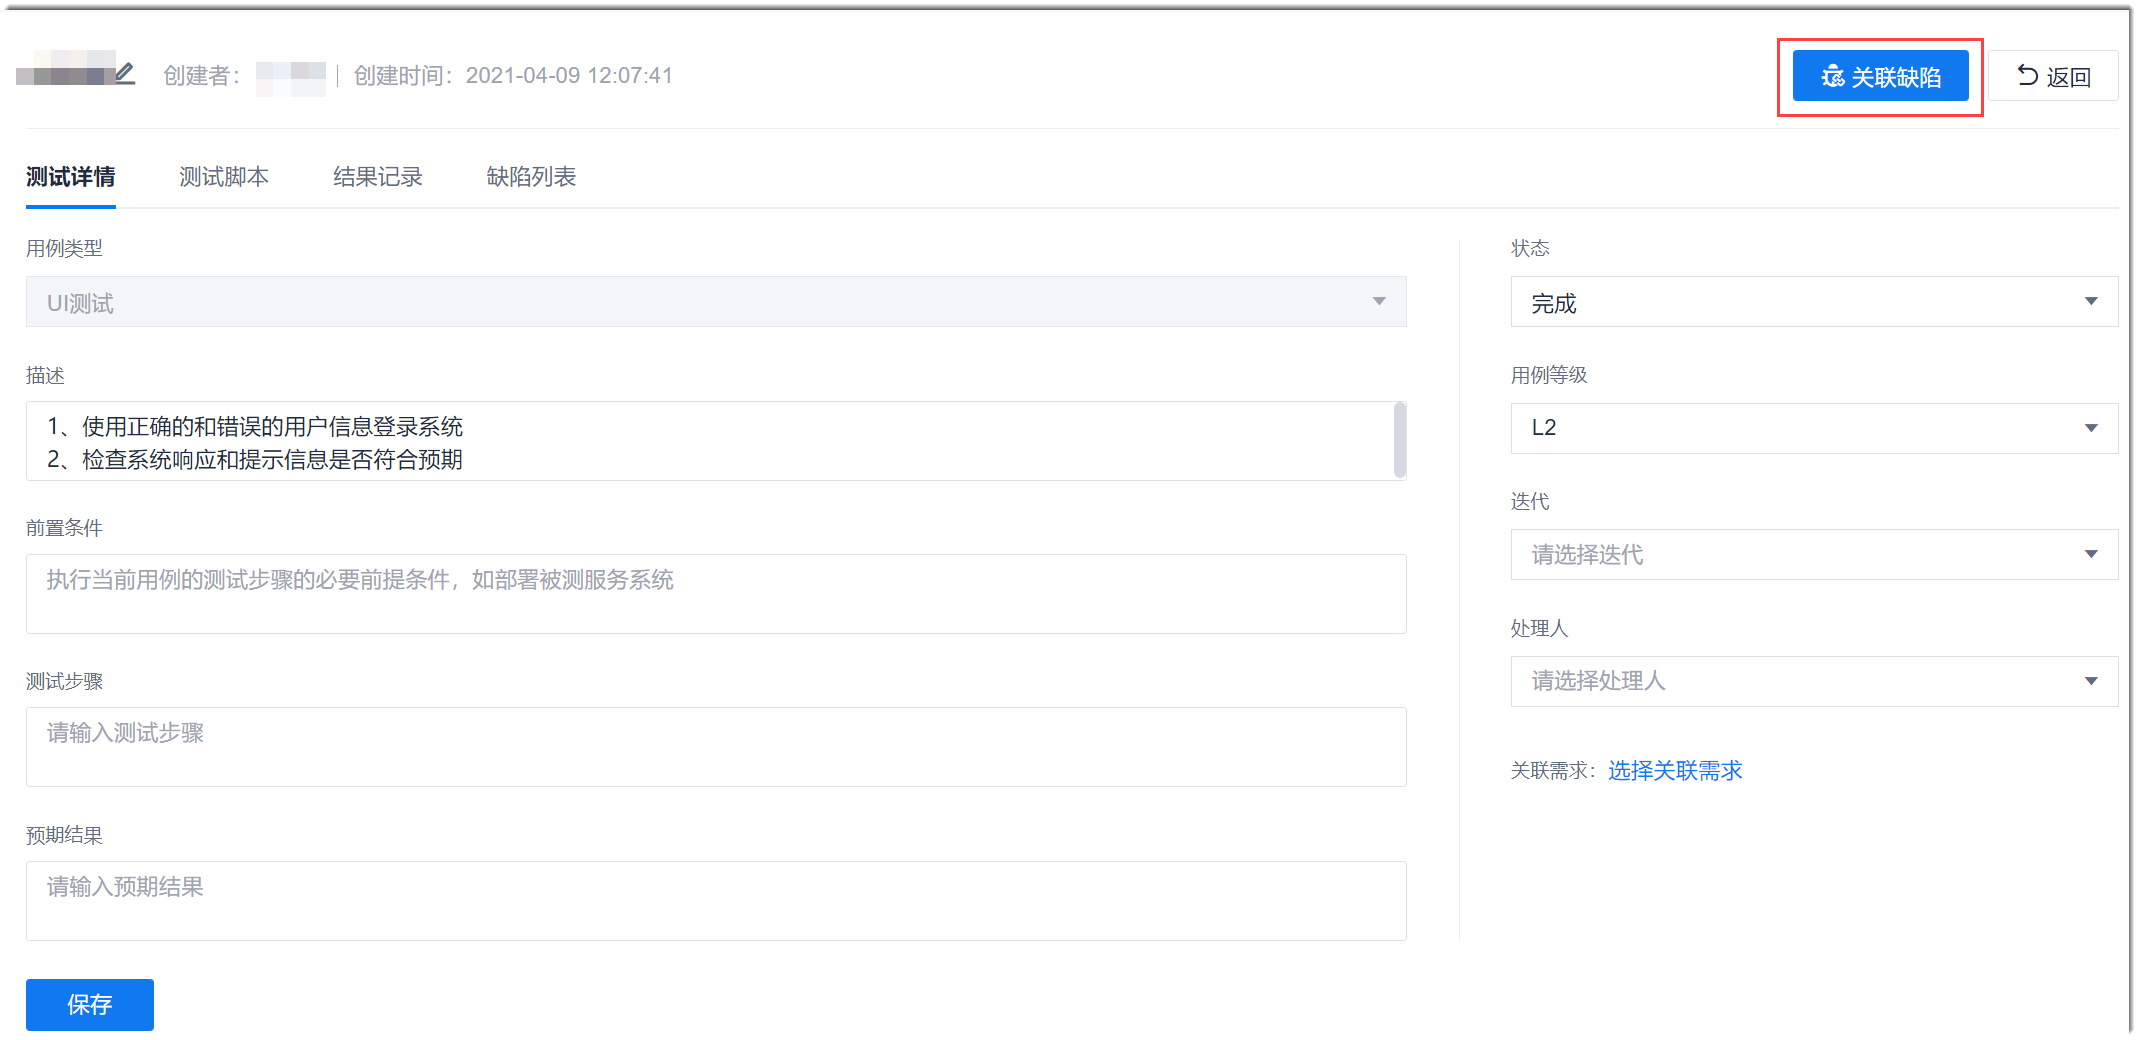 创建者： | 创建时间：2021-04-09 12:07:41
关联缺陷
返回
测试详情 测试脚本 结果记录 缺陷列表
用例类型
UI测试
描述
1、使用正确的和错误的用户信息登录系统
2、检查系统响应和提示信息是否符合预期
前置条件
执行当前用例的测试步骤的必要前提条件，如部署被测服务系统
测试步骤
请输入测试步骤
预期结果
请输入预期结果
保存
状态
完成
用例等级
L2
迭代
请选择迭代
处理人
请选择处理人
关联需求：选择关联需求